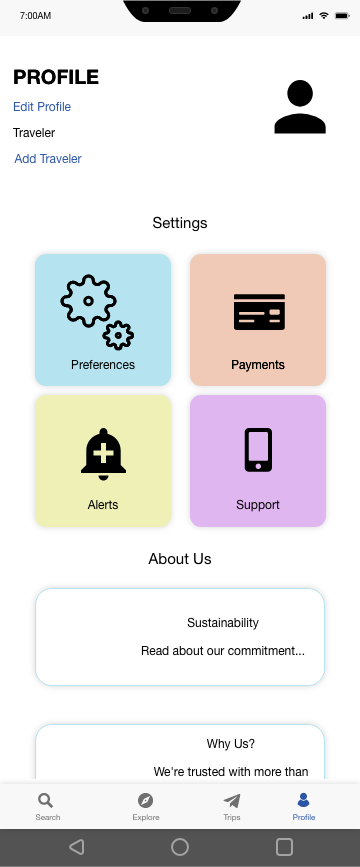 7:00AM
PROFILE
Edit Profile
Traveler
Add Traveler
Settings
Preferences
Payments
Alerts
Support
About Us
Sustainability
Read about our commitment...
Why Us?
We're trusted with more than
Search
Explore
Trips
Profile